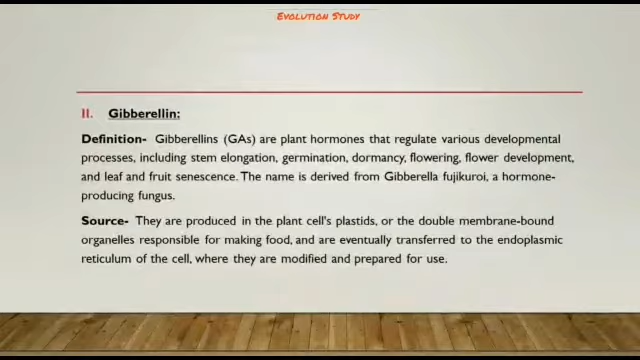 Evolution Study
II. Gibberellin:
Definition- Gibberellins (GAs) are plant hormones that regulate various developmental
processes, including stem elongation, germination, dormancy, flowering, flower development,
and leaf and fruit senescence. The name is derived from Gibberella fujikuroi, a hormone-
producing fungus.
Source- They are produced in the plant cell's plastids, or the double membrane-bound
organelles responsible for making food, and are eventually transferred to the endoplasmic
reticulum of the cell, where they are modified and prepared for use.